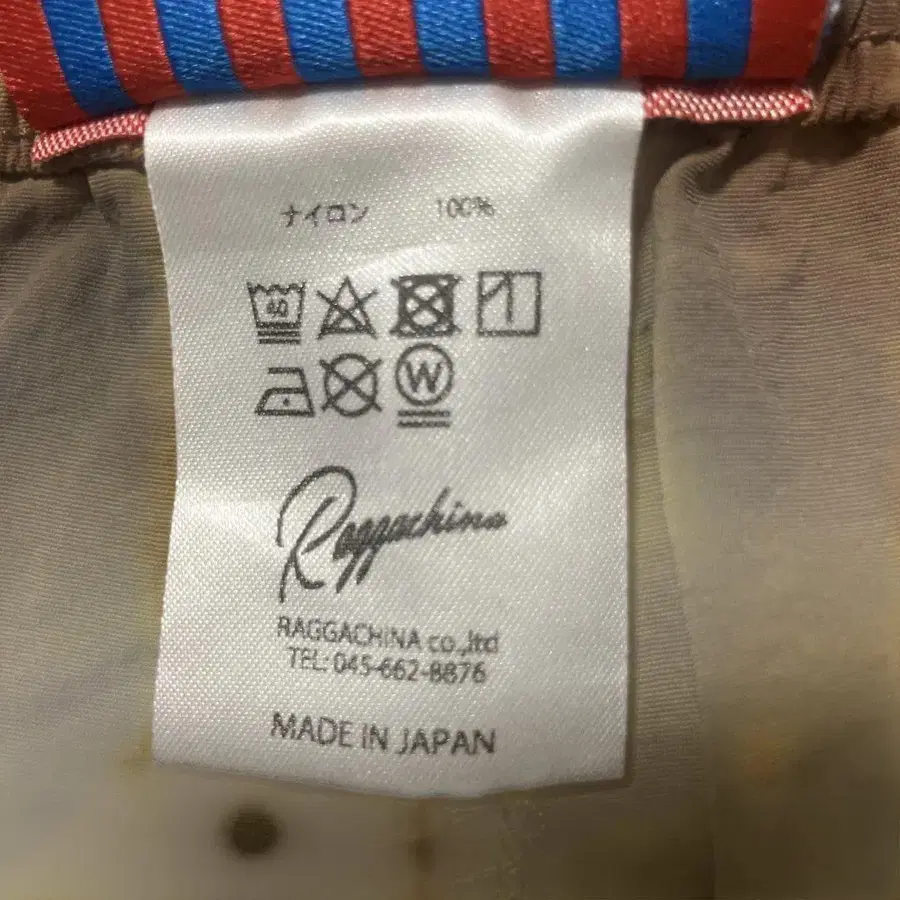 ナイロン 100%
W
Raggachina
RAGGACHINA co.,ltd
TEL: 045-662-8876
MADE IN JAPAN